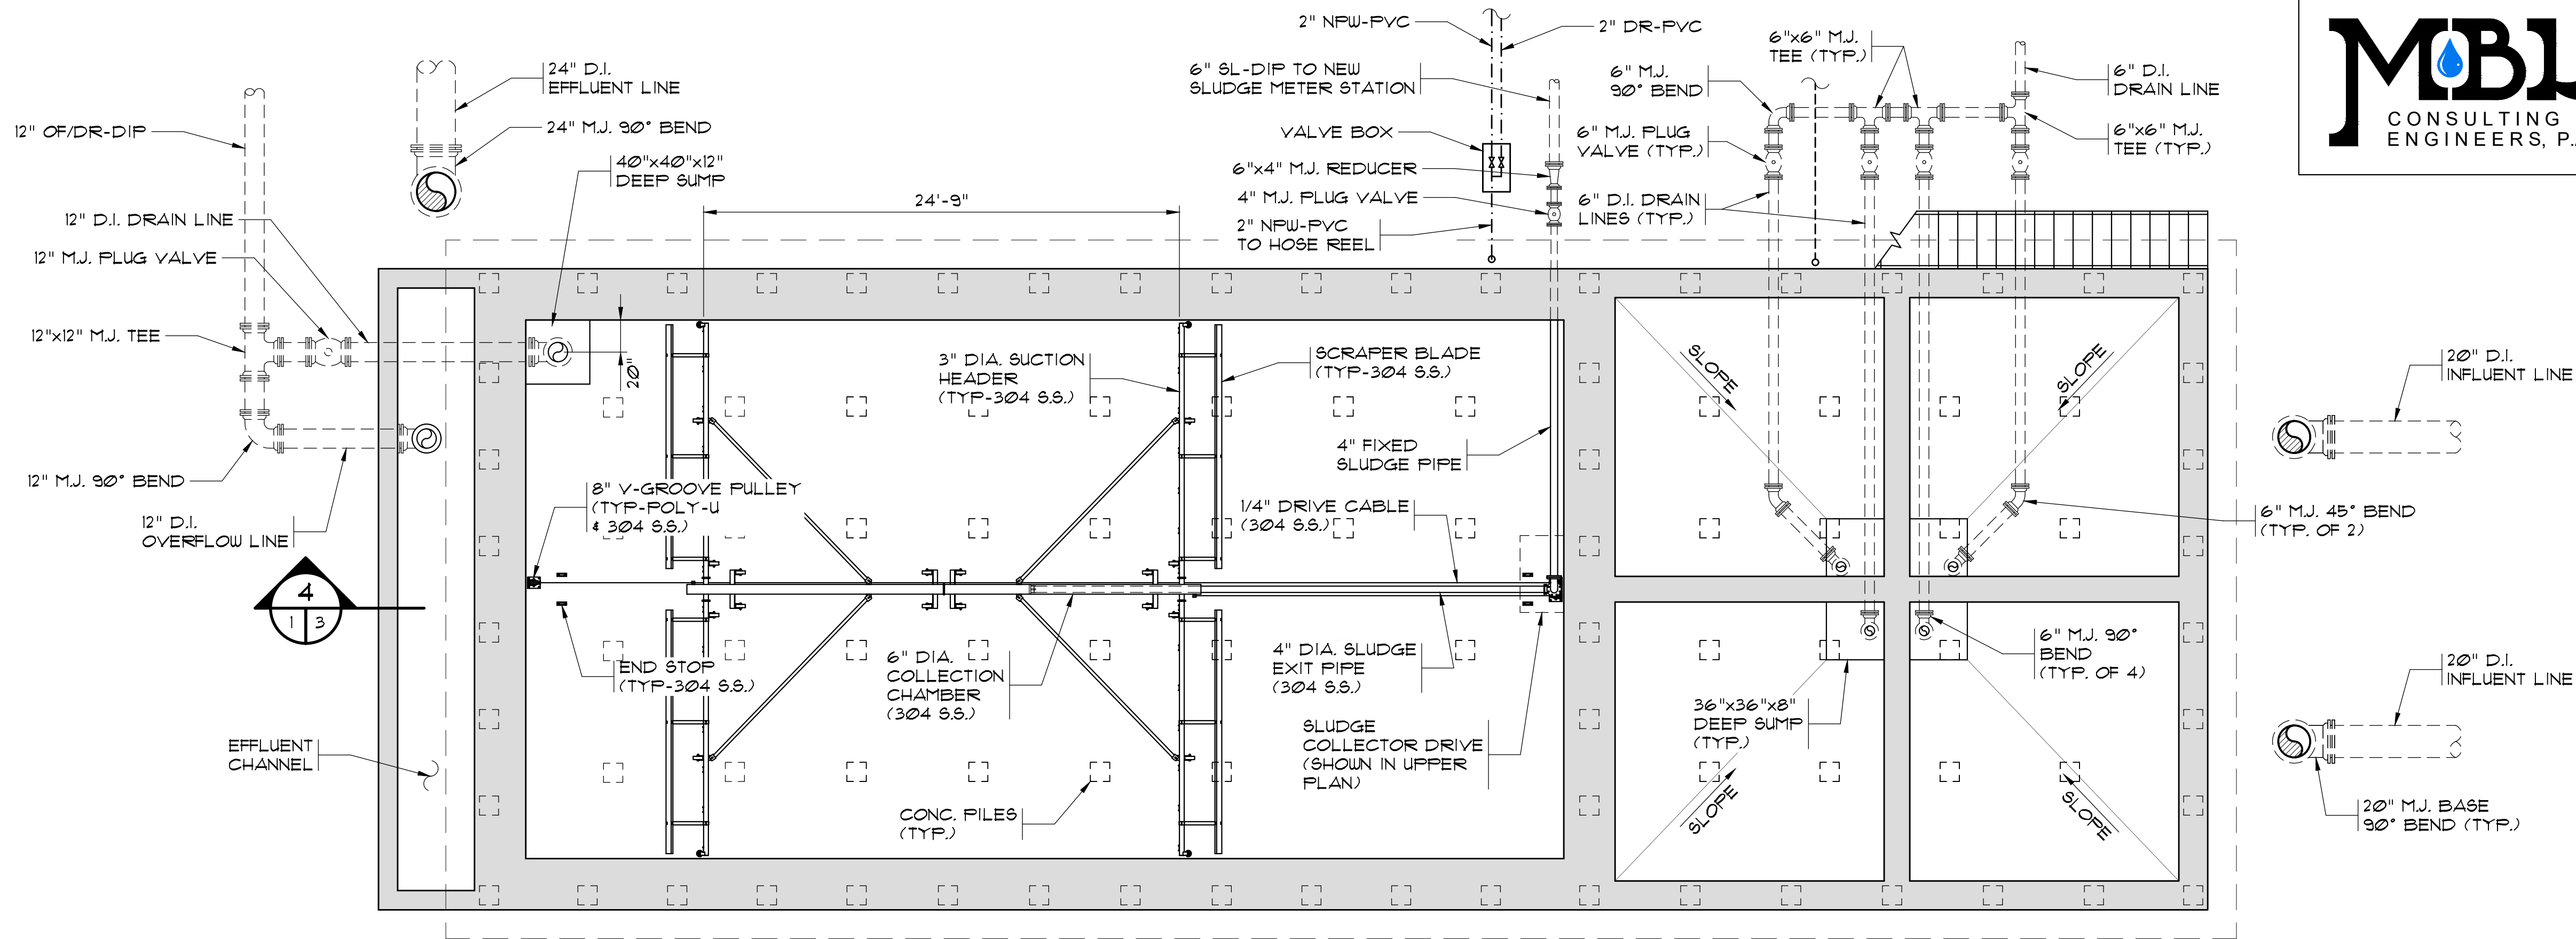 2" NPW-PVC
2" DR-PVC
6"x6" M.J.
TEE (TYP.)
MBD
CONSULTING
ENGINEERS, P.
24" D.I.
EFFLUENT LINE
6" SL-DIP TO NEW
SLUDGE METER STATION
6" M.J.
90° BEND
6" D.I.
DRAIN LINE
12" OF/DR-DIP
24" M.J. 90° BEND
VALVE BOX
6" M.J. PLUG
VALVE (TYP.)
6"x6" M.J.
TEE (TYP.)
40"x40"x12"
DEEP SUMP
6"x4" M.J. REDUCER
4" M.J. PLUG VALVE
24'-9"
6" D.I. DRAIN
LINES (TYP.)
12" D.I. DRAIN LINE
2" NPW-PVC
TO HOSE REEL
12" M.J. PLUG VALVE
12"x12" M.J. TEE
20"
3" DIA. SUCTION
HEADER
(TYP-304 S.S.)
SCRAPER BLADE
(TYP-304 S.S.)
SLOPE
SLOPE
20" D.I.
INFLUENT LINE
4" FIXED
SLUDGE PIPE
12" M.J. 90° BEND
8" V-GROOVE PULLEY
(TYP-POLY-U
& 304 S.S.)
1/4" DRIVE CABLE
(304 S.S.)
12" D.I.
OVERFLOW LINE
6" M.J. 45° BEND
(TYP. OF 2)
4
1 3
END STOP
(TYP-304 S.S.)
6" DIA.
COLLECTION
CHAMBER
(304 S.S.)
4" DIA. SLUDGE
EXIT PIPE
(304 S.S.)
6" M.J. 90°
BEND
(TYP. OF 4)
20" D.I.
INFLUENT LINE
36"x36"x8"
DEEP SUMP
(TYP.)
SLUDGE
COLLECTOR DRIVE
(SHOWN IN UPPER
PLAN)
EFFLUENT
CHANNEL
SLOPE
SLOPE
CONC. PILES
(TYP.)
20" M.J. BASE
90° BEND (TYP.)